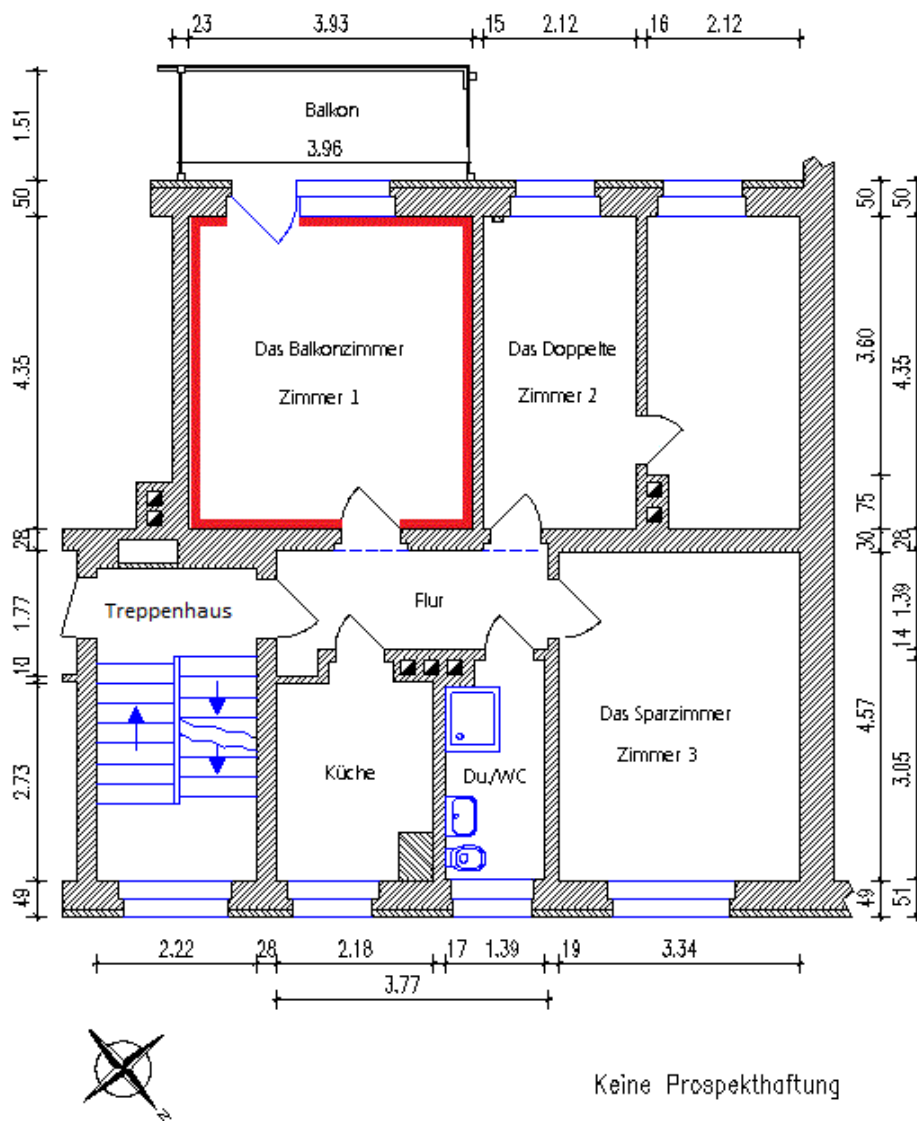 23 3.93 15 2.12 16 2.12
Balkon
3.96
1.51
50
4.35
28
1.77
10
2.73
49
Das Balkonzimmer
Zimmer 1
Das Doppelte
Zimmer 2
50
3.60
75
30
14
3.05
49
50
4.35
28
1.39
4.57
51
Treppenhaus
Flur
Das Sparzimmer
Zimmer 3
Küche
Du./WC
2.22 28 2.18 17 1.39 19 3.34
3.77
N
Keine Prospekthaftung